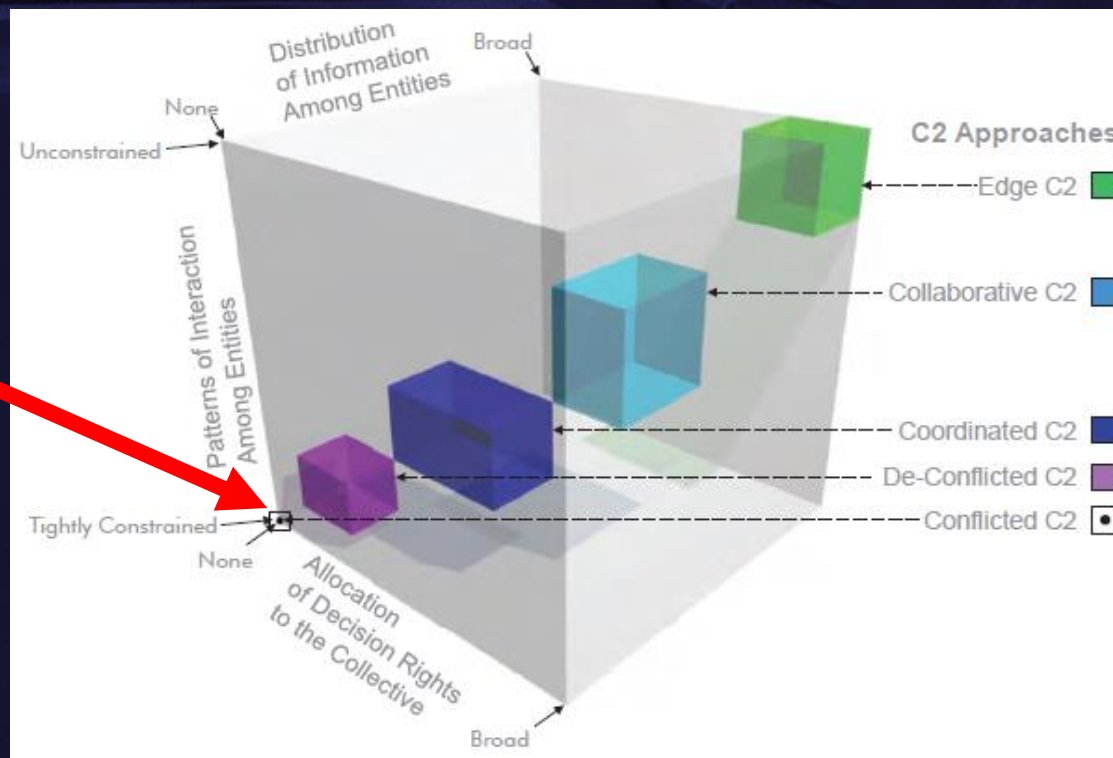 Distribution
of Information
Among Entities
Broad
None
Unconstrained
C2 Approaches
Edge C2
Patterns of Interaction
Among Entities
Collaborative C2
Coordinated C2
De-Conflicted C2
Tightly Constrained
Conflicted C2
None
Allocation
of Decision Rights
to the Collective
Broad